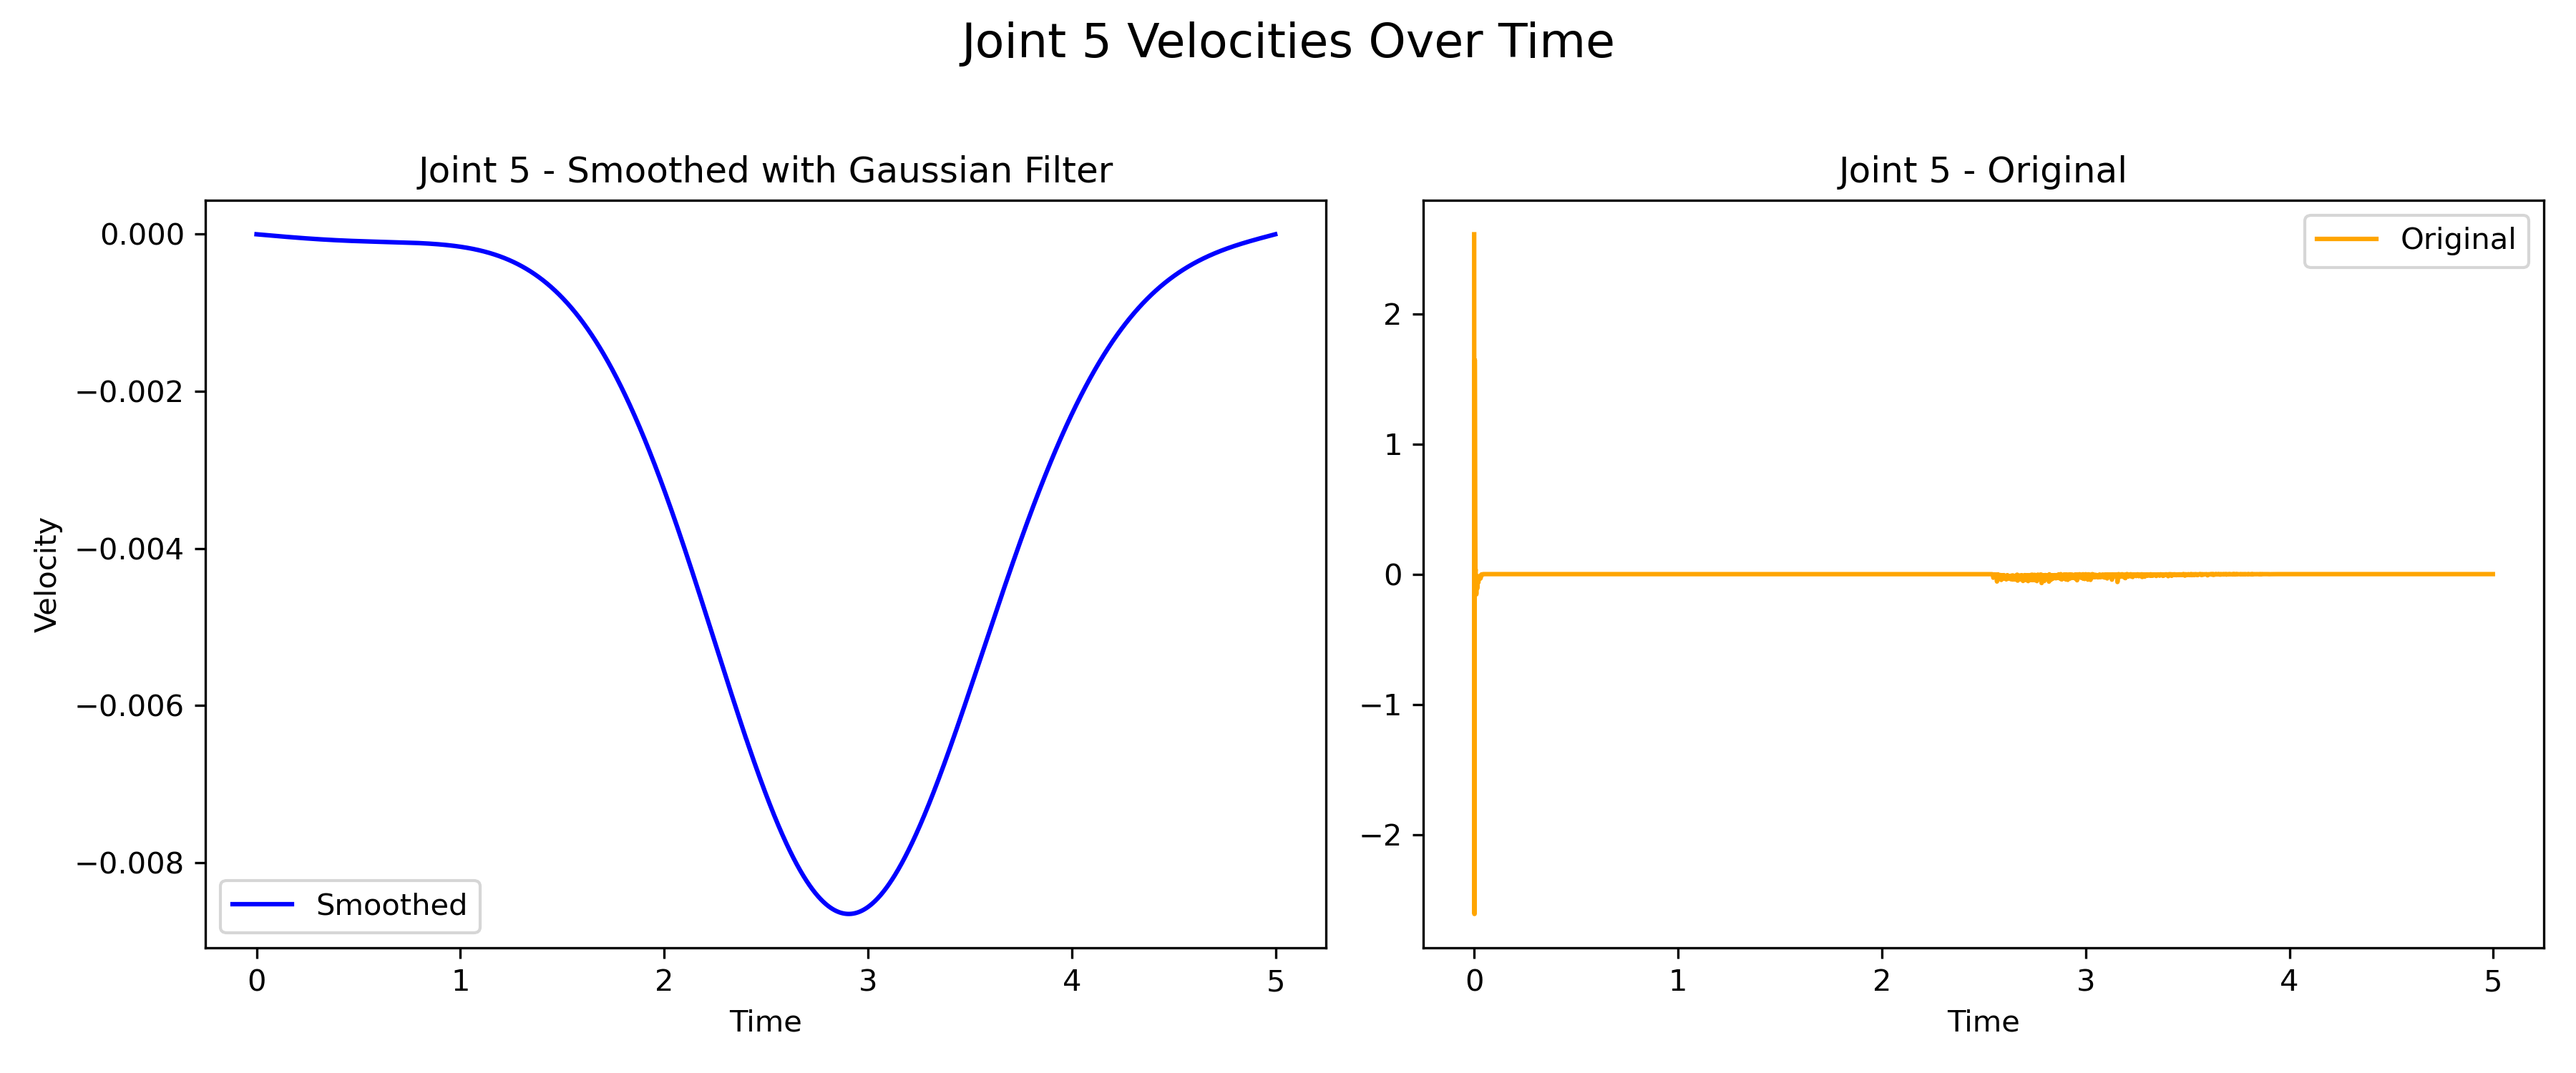 Joint 5 Velocities Over Time
Joint 5 - Smoothed with Gaussian Filter
0.000
−0.002
−0.004
−0.006
−0.008
Velocity
Smoothed
0 1 2 3 4 5
Time
Joint 5 - Original
Original
2
1
0
−1
−2
0 1 2 3 4 5
Time